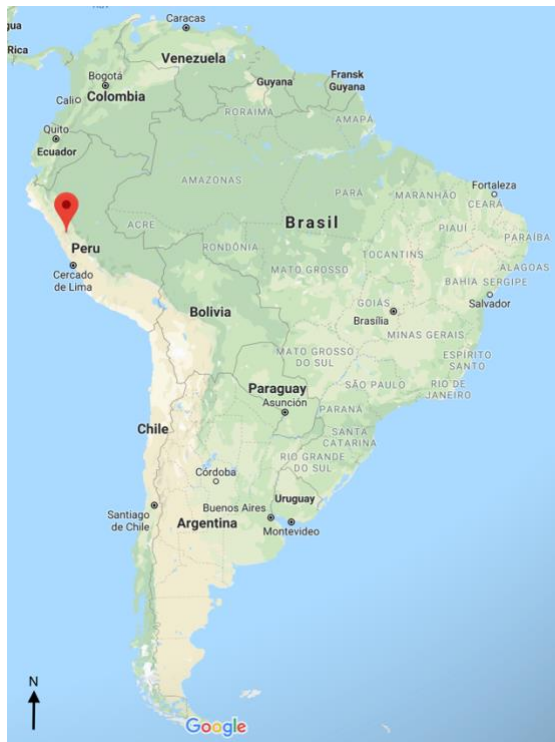 Caracas
gua
Rica
Venezuela
Bogotá
Calio
Colombia
Guyana
Fransk
Guyana
RORAIMA
AMAPÁ
Quito
Ecuador
AMAZONAS
PARÁ
MARANHÃO
Fortaleza
CEARÁ
ACRE
Brasil
PIAUÍ
PARAÍBA
Peru
RONDÔNIA
TOCANTINS
ALAGOAS
Cercado
de Lima
MATO GROSSO
BAHIA
SERGIPE
Bolivia
GOIÁS
Brasília
Salvador
MINAS GERAIS
MATO GROSSO
DO SUL
ESPÍRITO
SANTO
SÃO PAULO
RIO DE
JANEIRO
Paraguay
Asunción
PARANÁ
Chile
SANTA
CATARINA
RIO GRANDE
DO SUL
Córdoba
Uruguay
Santiago
de Chile
Buenos Aires
Argentina
Montevideo
N
Google